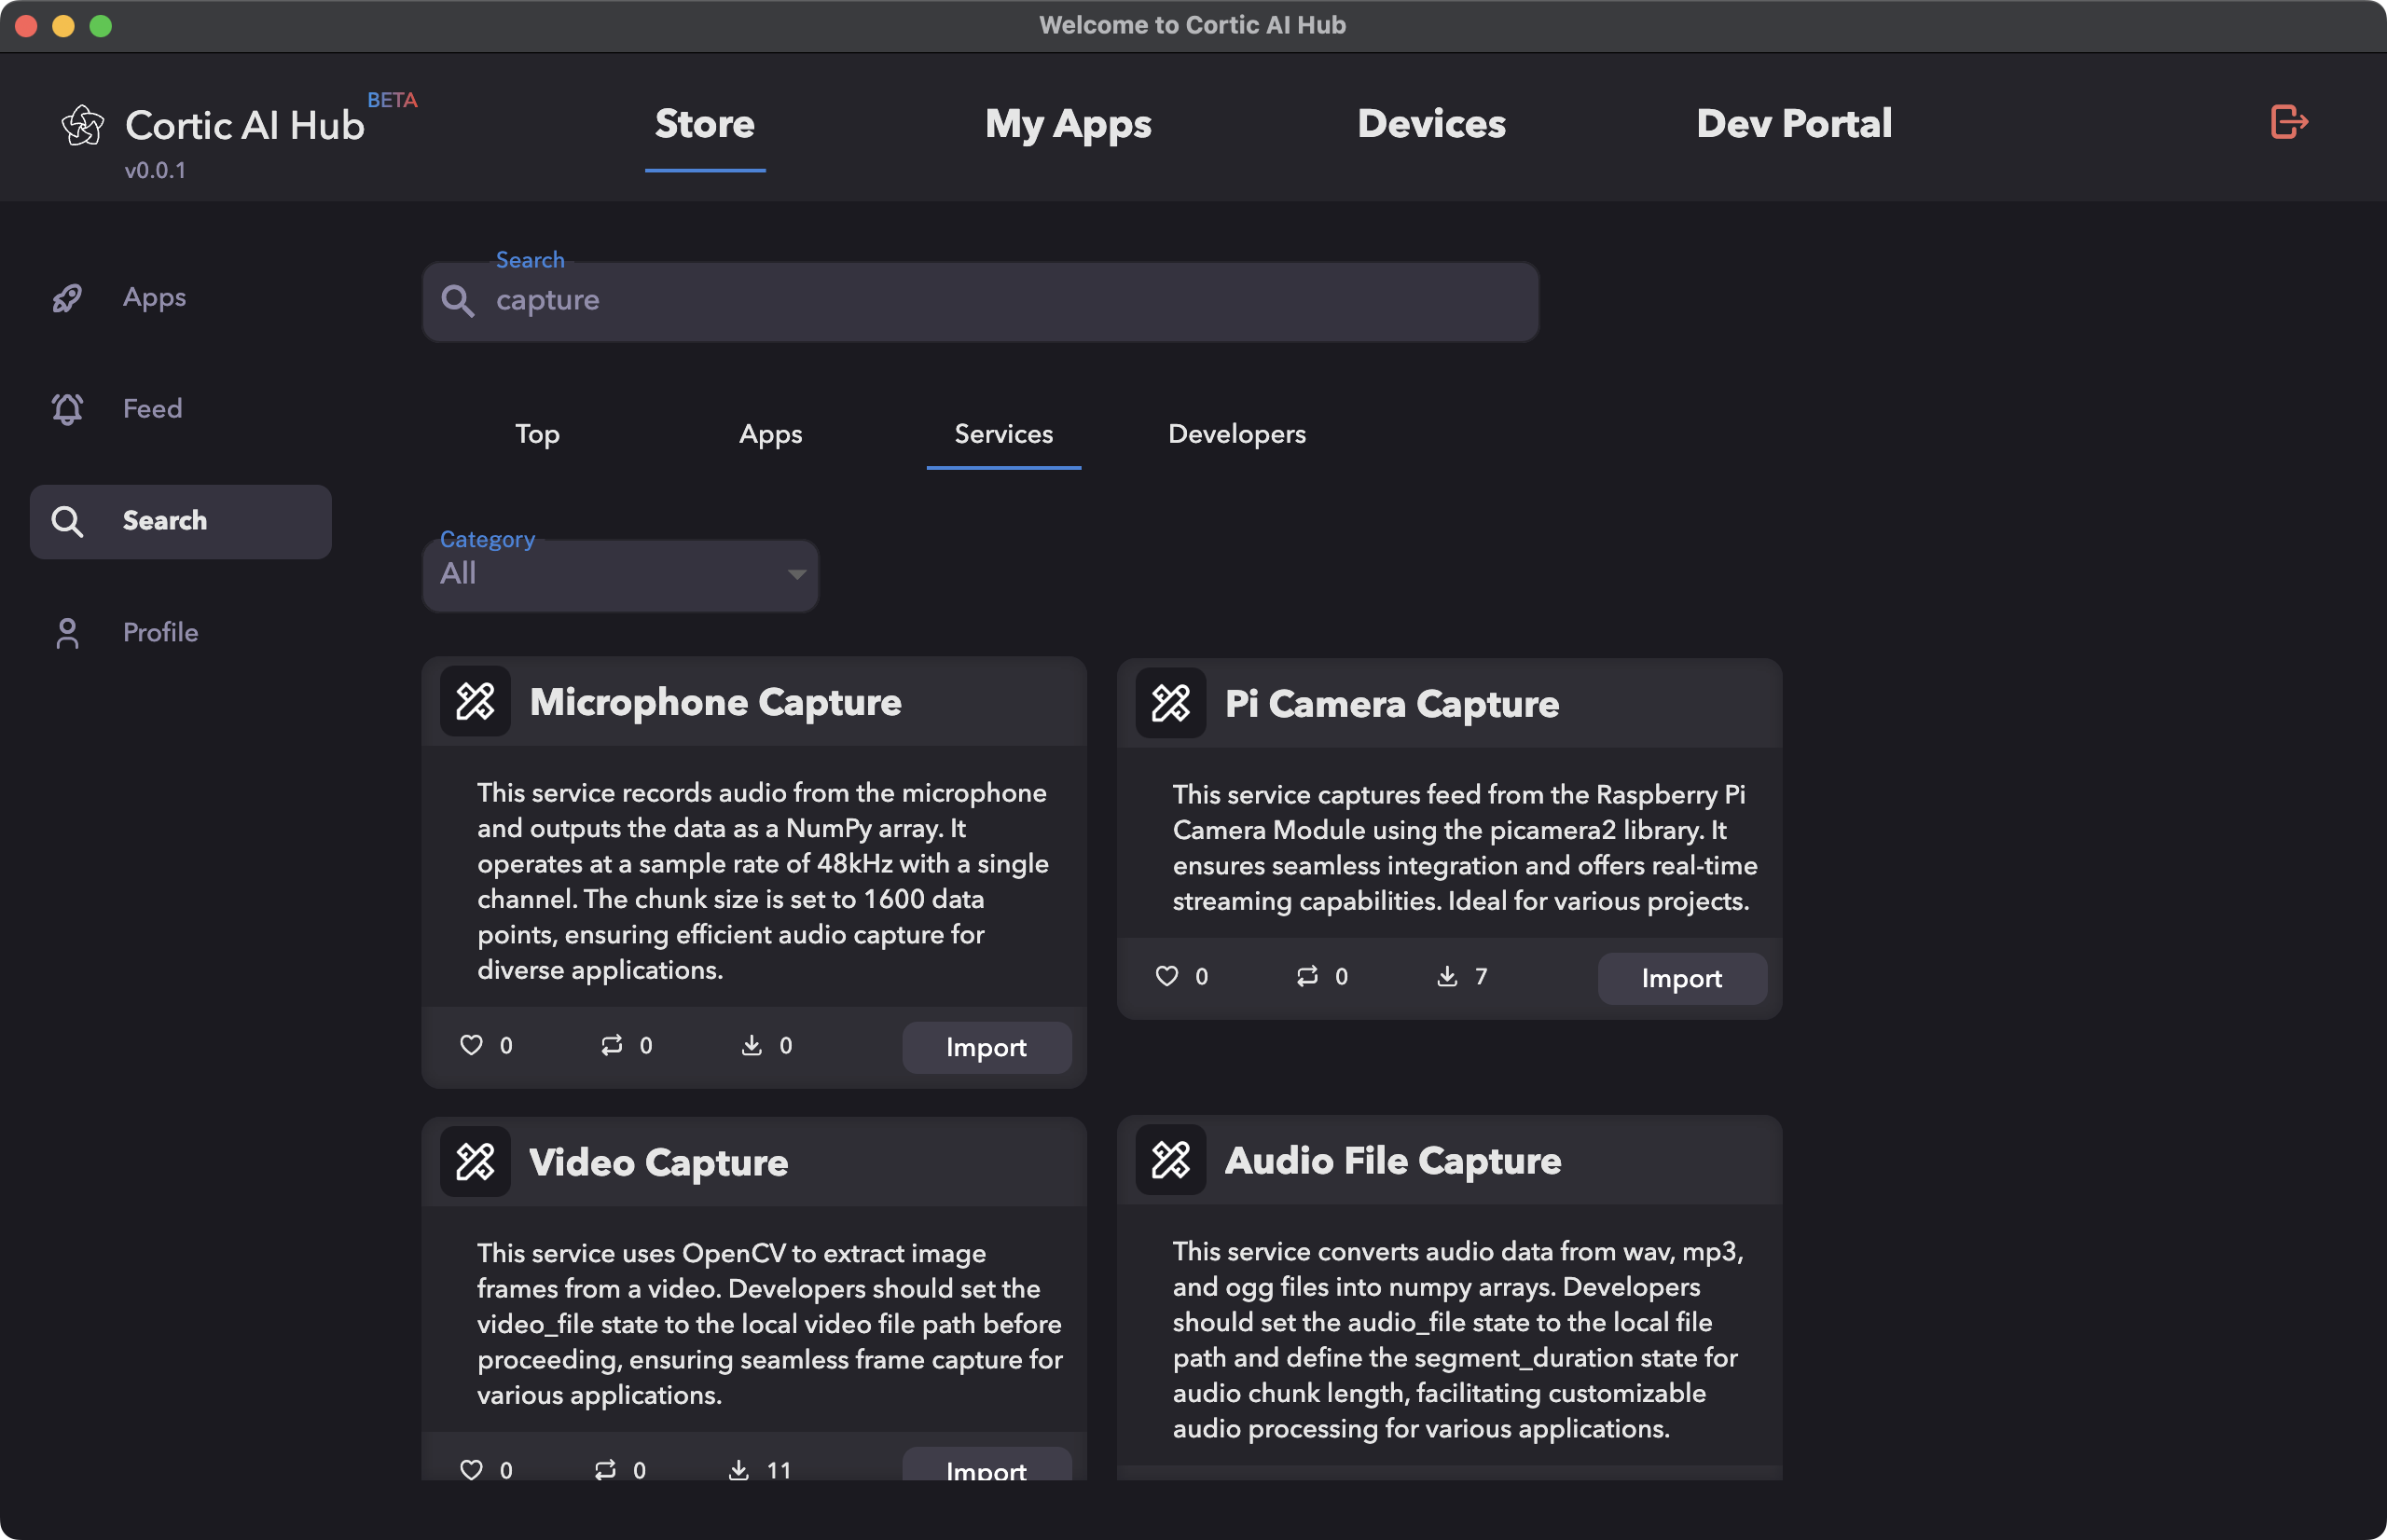 Welcome to Cortic AI Hub
Cortic AI Hub BETA
v0.0.1
Store
My Apps
Devices
Dev Portal
Apps
Feed
Search
Profile
Search
capture
Top
Apps
Services
Developers
Category
All
Microphone Capture
This service records audio from the microphone
and outputs the data as a NumPy array. It
operates at a sample rate of 48kHz with a single
channel. The chunk size is set to 1600 data
points, ensuring efficient audio capture for
diverse applications.
0 0 0 Import
Pi Camera Capture
This service captures feed from the Raspberry Pi
Camera Module using the picamera2 library. It
ensures seamless integration and offers real-time
streaming capabilities. Ideal for various projects.
0 0 7 Import
Video Capture
This service uses OpenCV to extract image
frames from a video. Developers should set the
video_file state to the local video file path before
proceeding, ensuring seamless frame capture for
various applications.
0 0 11 Import
Audio File Capture
This service converts audio data from wav, mp3,
and ogg files into numpy arrays. Developers
should set the audio_file state to the local file
path and define the segment_duration state for
audio chunk length, facilitating customizable
audio processing for various applications.